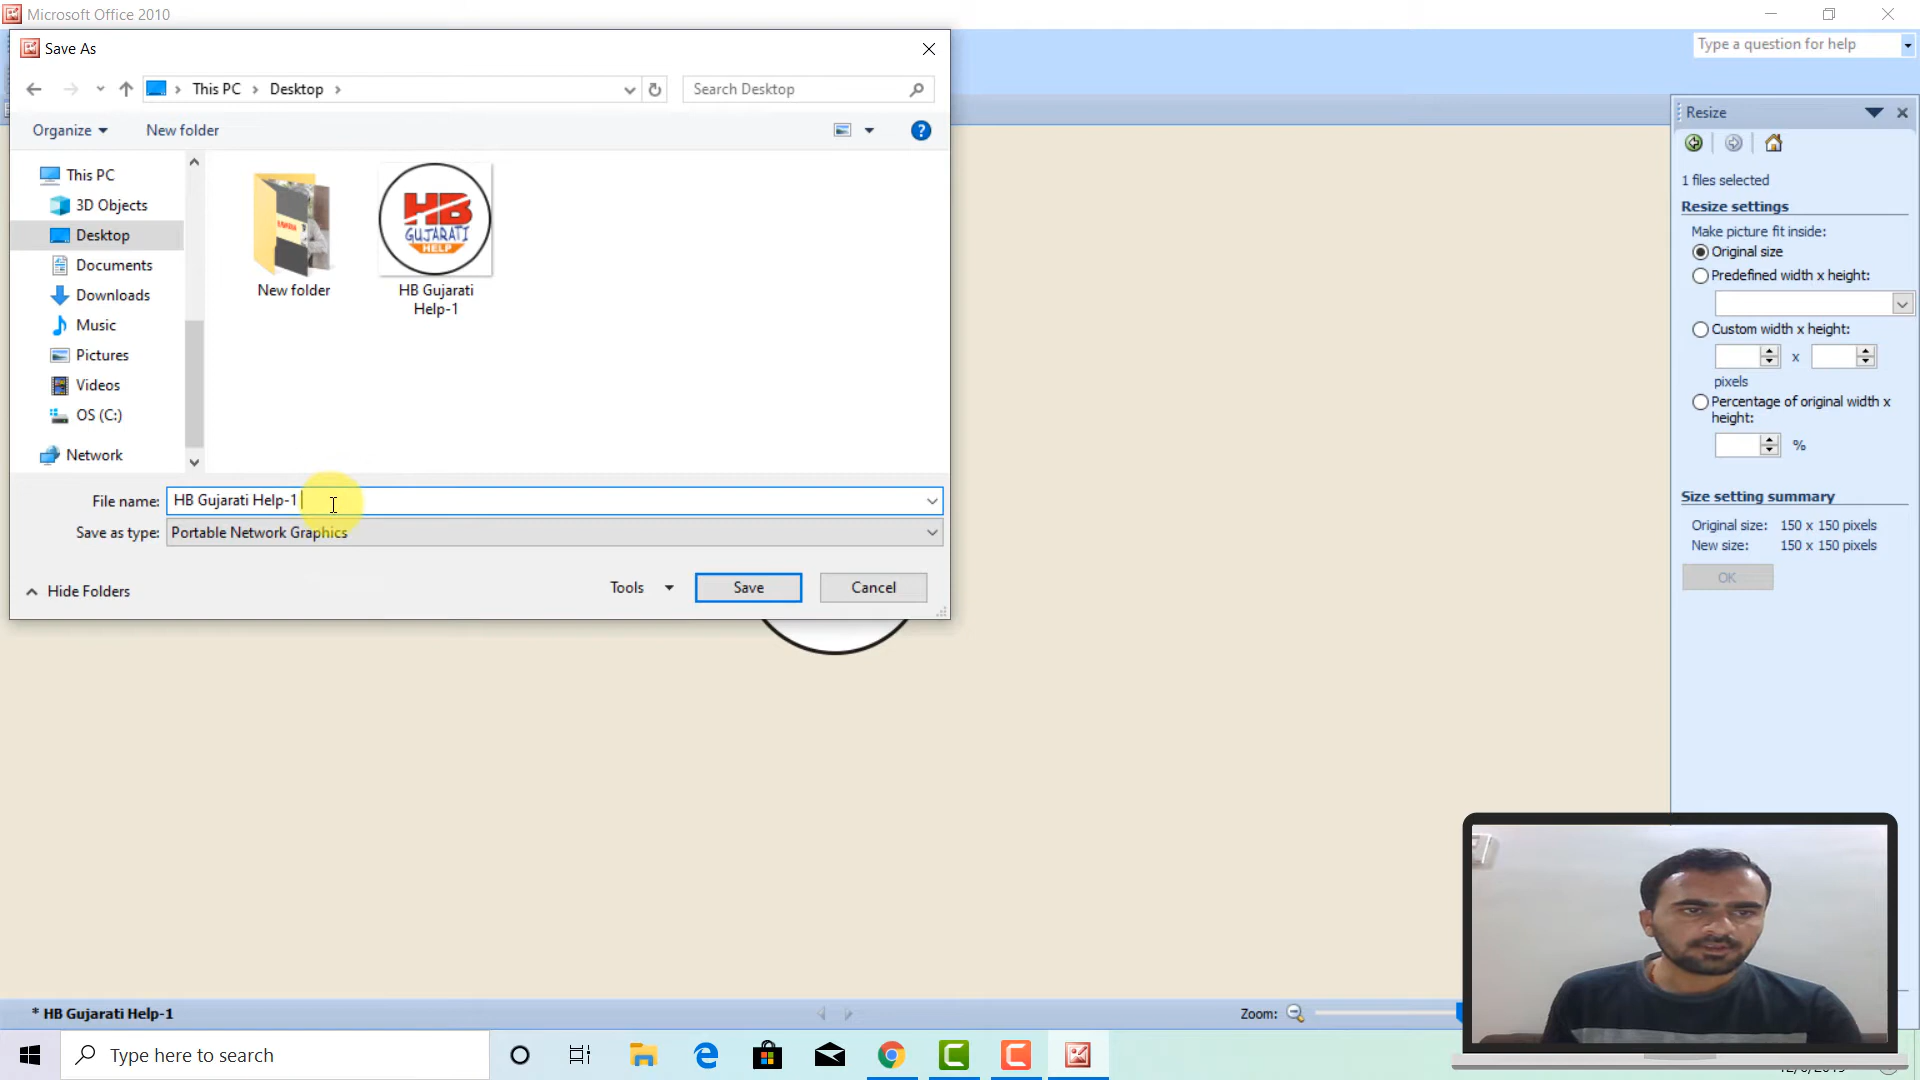 Microsoft Office 2010
Type a question for help
Save As
This PC
Desktop
Search Desktop
Organize
New folder
This PC
3D Objects
Desktop
Documents
Downloads
Music
Pictures
Videos
OS (C:)
Network
New folder
HB
GUJARATI
HELP
HB Gujarati
Help-1
File name: HB Gujarati Help-1
Save as type: Portable Network Graphics
Hide Folders
Tools
Save
Cancel
Resize
1 files selected
Resize settings
Make picture fit inside:
Original size
Predefined width x height:
Custom width x height:
x
pixels
Percentage of original width x
height:
%
Size setting summary
Original size: 150 x 150 pixels
New size: 150 x 150 pixels
OK
* HB Gujarati Help-1
Zoom:
Type here to search